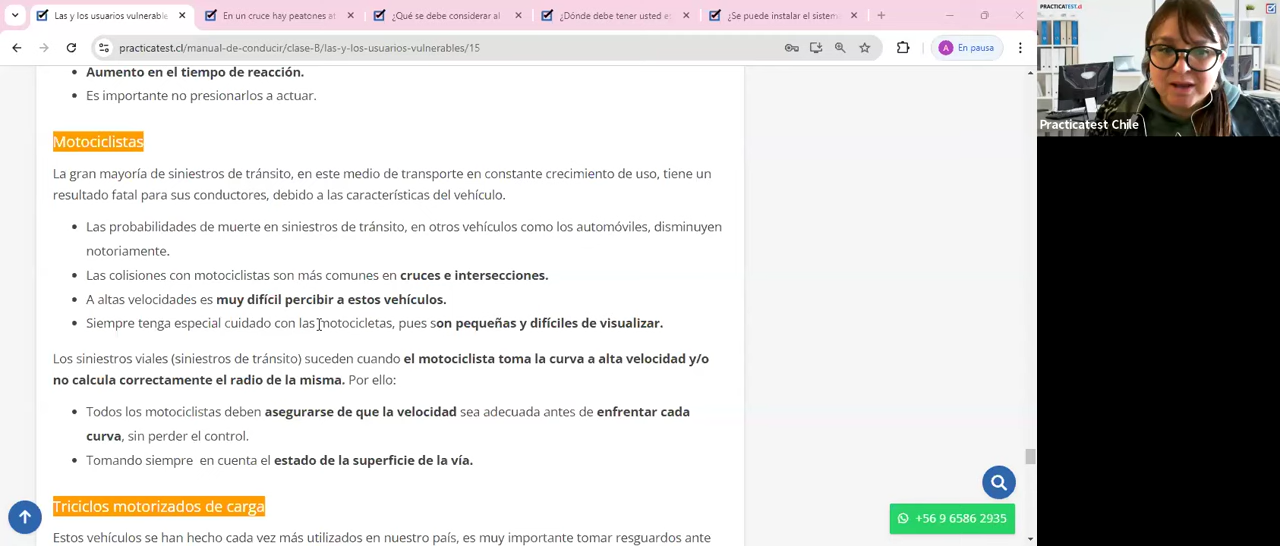 Las y los usuarios vulnerable
En un cruce hay peatones at
¿Qué se debe considerar al
¿Dónde debe tener usted es
¿Se puede instalar el sistem
practicatest.cl/manual-de-conducir/clase-B/las-y-los-usuarios-vulnerables/15
A
En pausa
PRACTICATEST.cl
Practicatest Chile
Aumento en el tiempo de reacción.
Es importante no presionarlos a actuar.
Motociclistas
La gran mayoría de siniestros de tránsito, en este medio de transporte en constante crecimiento de uso, tiene un
resultado fatal para sus conductores, debido a las características del vehículo.
Las probabilidades de muerte en siniestros de tránsito, en otros vehículos como los automóviles, disminuyen
notoriamente.
Las colisiones con motociclistas son más comunes en cruces e intersecciones.
A altas velocidades es muy difícil percibir a estos vehículos.
Siempre tenga especial cuidado con las motocicletas, pues son pequeñas y difíciles de visualizar.
Los siniestros viales (siniestros de tránsito) suceden cuando el motociclista toma la curva a alta velocidad y/o
no calcula correctamente el radio de la misma. Por ello:
Todos los motociclistas deben asegurarse de que la velocidad sea adecuada antes de enfrentar cada
curva, sin perder el control.
Tomando siempre en cuenta el estado de la superficie de la vía.
Triciclos motorizados de carga
+56 9 6586 2935
Estos vehículos se han hecho cada vez más utilizados en nuestro país, es muy importante tomar resguardos ante